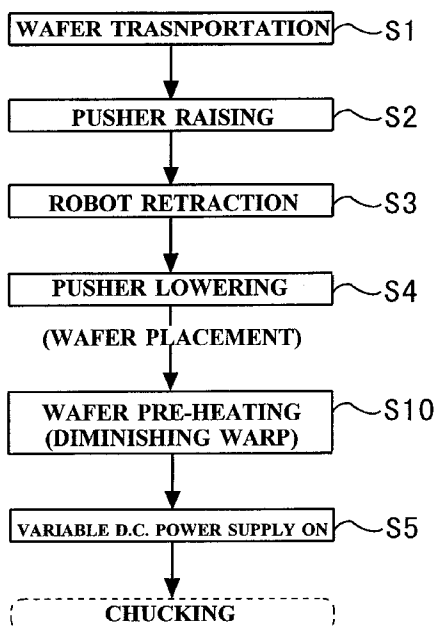 WAFER TRASNPORTATION S1
PUSHER RAISING S2
ROBOT RETRACTION S3
PUSHER LOWERING S4
(WAFER PLACEMENT)
WAFER PRE-HEATING S10
(DIMINISHING WARP)
VARIABLE D.C. POWER SUPPLY ON S5
CHUCKING